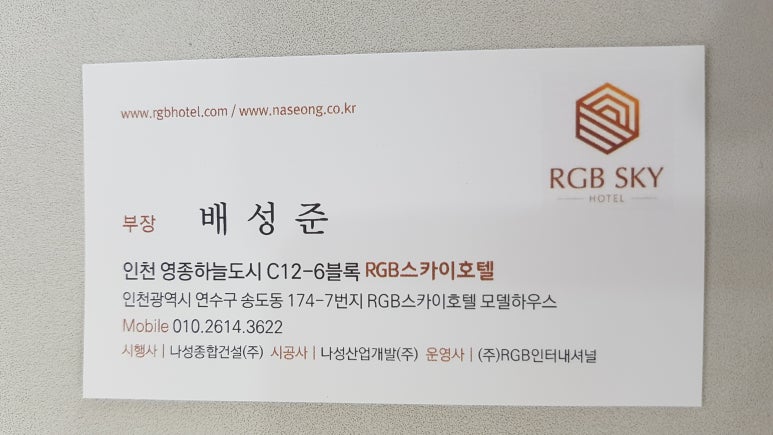 www.rgbhotel.com / www.naseong.co.kr
RGB SKY
HOTEL
부장 배성준
인천 영종하늘도시 C12-6블록 RGB스카이호텔
인천광역시 연수구 송도동 174-7번지 RGB스카이호텔 모델하우스
Mobile 010.2614.3622
시행사 | 나성종합건설(주) 시공사 | 나성산업개발(주) 운영사 | (주)RGB인터내셔널